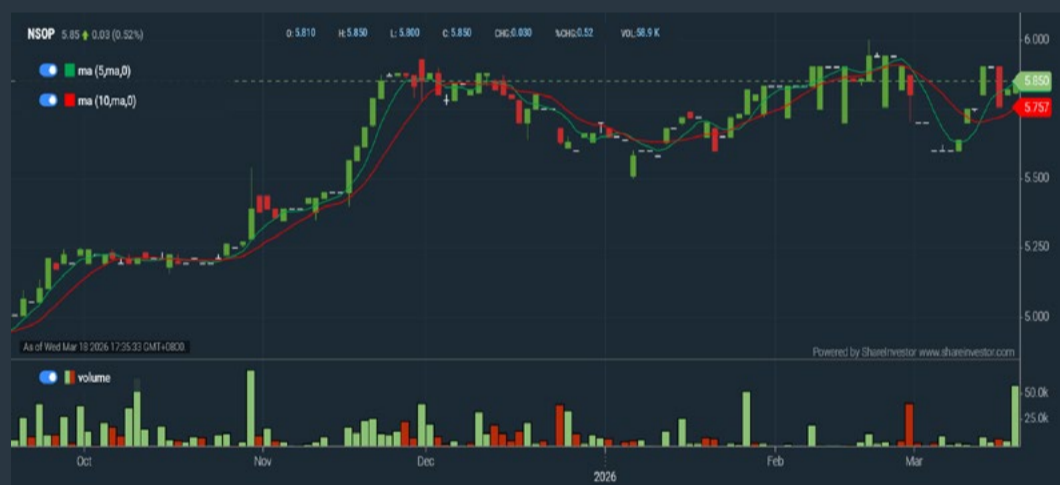 NSOP 5.85 0.03 (0.52%) O: 5.810 H: 5.850 L: 5.800 C: 5.850 CHG:0.030 %CHG:0.52 VOL:58.9 K
ma (5,ma,0)
ma (10,ma,0)
6.000
5.850
5.757
5.500
5.250
5.000
As of Wed Mar 18 2026 17:35:33 GMT+0800.
Powered by ShareInvestor www.shareinvestor.com
volume
50.0k
25.0k
Oct Nov Dec Feb Mar
2026